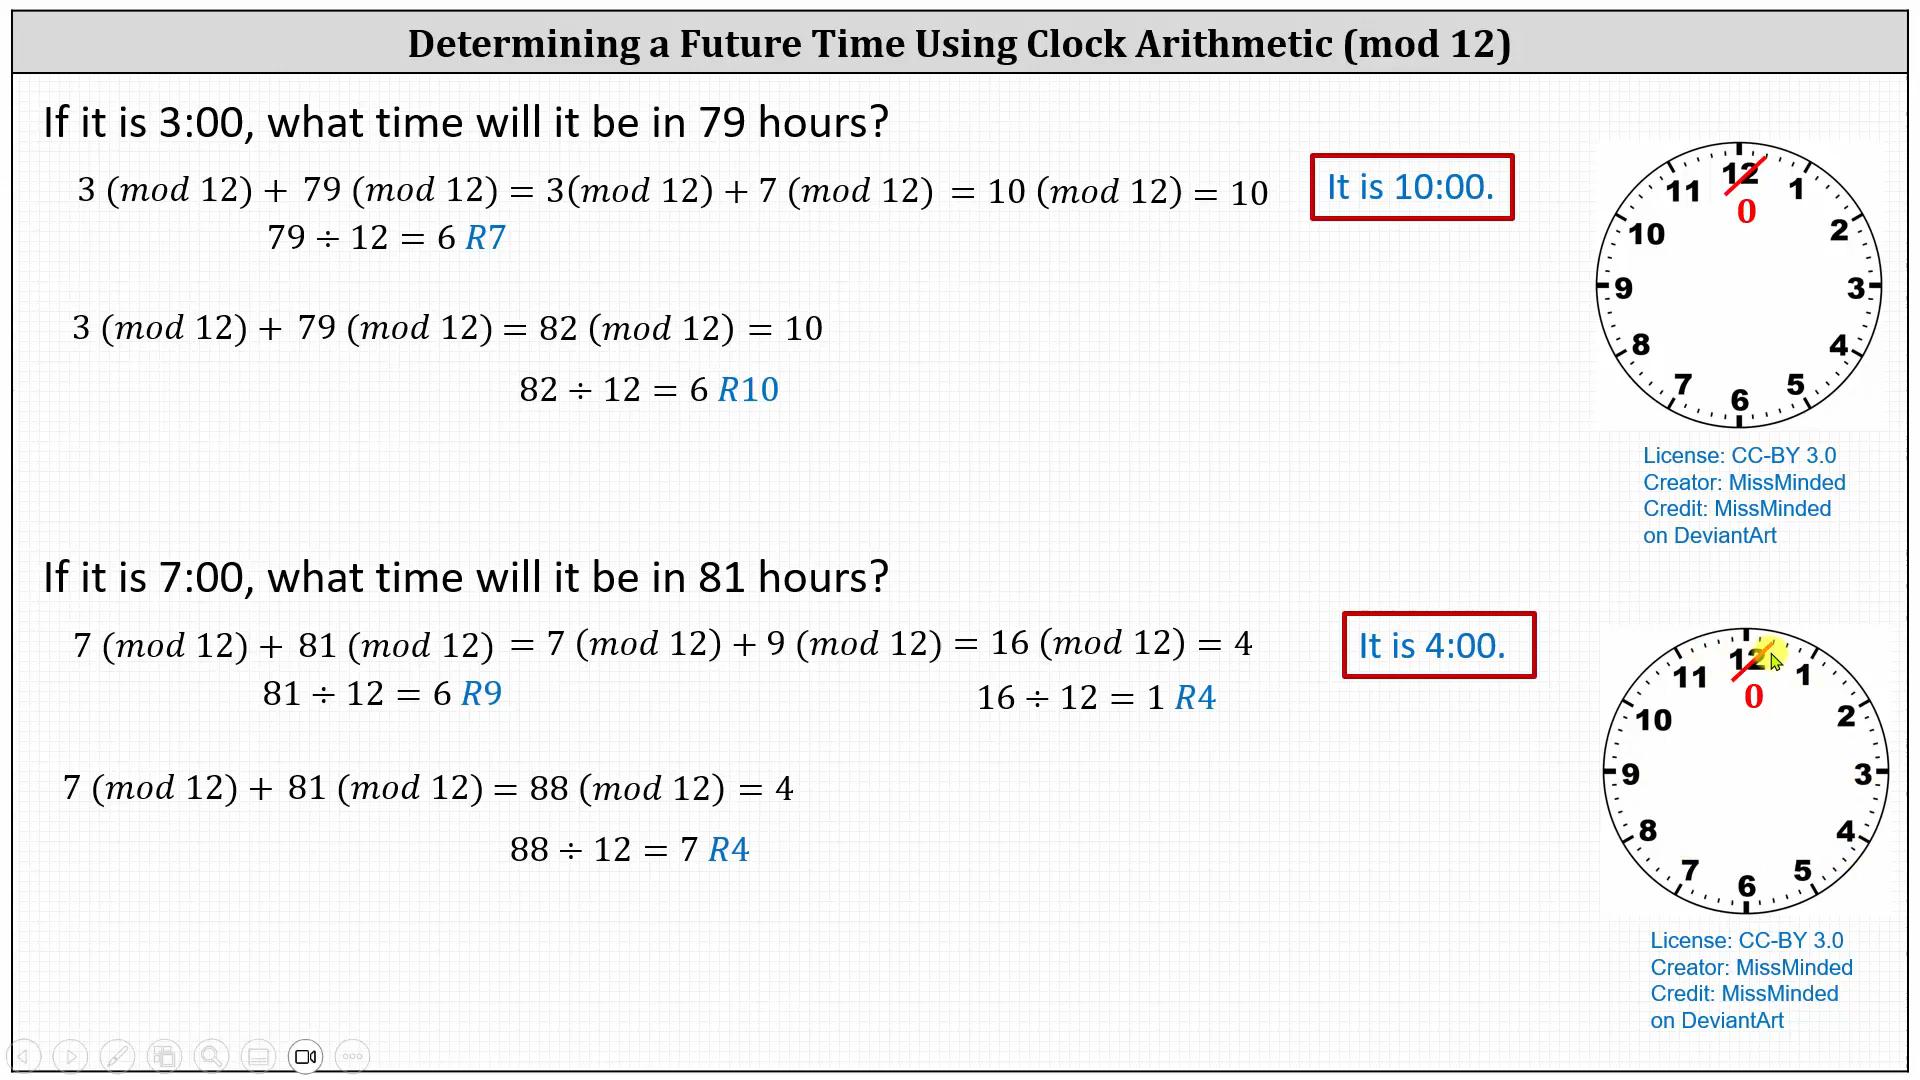 Determining a Future Time Using Clock Arithmetic (mod 12)
If it is 3:00, what time will it be in 79 hours?
3 (mod 12) + 79 (mod 12) = 3(mod 12) + 7 (mod 12) = 10 (mod 12) = 10
It is 10:00.
79 ÷ 12 = 6 R7
3 (mod 12) + 79 (mod 12) = 82 (mod 12) = 10
82 ÷ 12 = 6 R10
12
0
1
2
3
4
5
6
7
8
9
10
11
License: CC-BY 3.0
Creator: MissMinded
Credit: MissMinded
on DeviantArt
If it is 7:00, what time will it be in 81 hours?
7 (mod 12) + 81 (mod 12) = 7 (mod 12) + 9 (mod 12) = 16 (mod 12) = 4
It is 4:00.
81 ÷ 12 = 6 R9
16 ÷ 12 = 1 R4
7 (mod 12) + 81 (mod 12) = 88 (mod 12) = 4
88 ÷ 12 = 7 R4
12
0
1
2
3
4
5
6
7
8
9
10
11
License: CC-BY 3.0
Creator: MissMinded
Credit: MissMinded
on DeviantArt